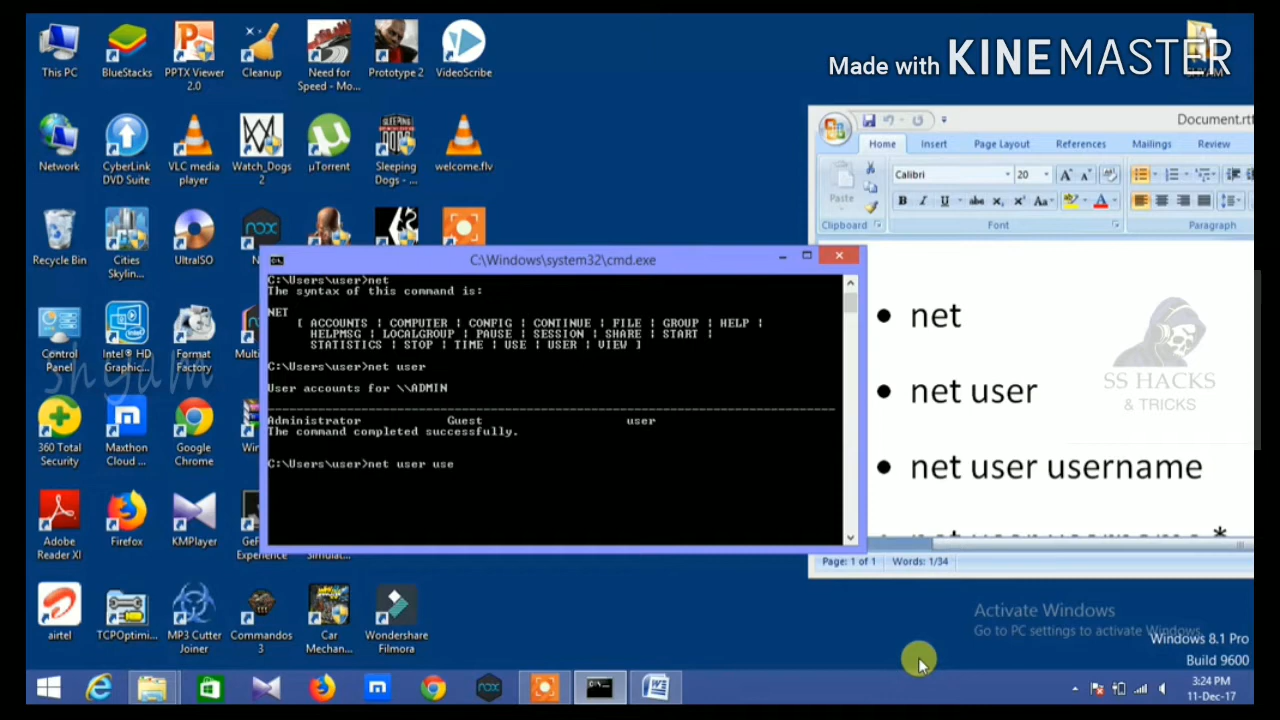 Made with KINEMASTER
This PC
BlueStacks
PPTX Viewer
2.0
Cleanup
Need for
Speed - Mo...
Prototype 2
VideoScribe
Network
CyberLink
DVD Suite
VLC media
player
Watch_Dogs
2
µTorrent
Sleeping
Dogs - ...
welcome.flv
Recycle Bin
Cities
Skylin...
UltraISO
Control
Panel
Intel® HD
Graphic...
Format
Factory
shyam
360 Total
Security
Maxthon
Cloud ...
Google
Chrome
Adobe
Reader XI
Firefox
KMPlayer
GeF
Experience
Simulat...
airtel
TCPOptimi...
MP3 Cutter
Joiner
Commandos
3
Car
Mechan...
Wondershare
Filmora
C:\Windows\system32\cmd.exe
C:\Users\user>net
The syntax of this command is:
NET
[ ACCOUNTS | COMPUTER | CONFIG | CONTINUE | FILE | GROUP | HELP |
HELPMSG | LOCALGROUP | PAUSE | SESSION | SHARE | START |
STATISTICS | STOP | TIME | USE | USER | VIEW ]
C:\Users\user>net user
User accounts for \\ADMIN
-------------------------------------------------------------------------------
Administrator Guest user
The command completed successfully.
C:\Users\user>net user use
Document.rtf
Home Insert Page Layout References Mailings Review
Calibri 20
Paste
Clipboard Font Paragraph
• net
• net user
• net user username
• net user username *
SS HACKS
& TRICKS
Page: 1 of 1 Words: 1/34
Activate Windows
Go to PC settings to activate Windows.
Windows 8.1 Pro
Build 9600
3:24 PM
11-Dec-17